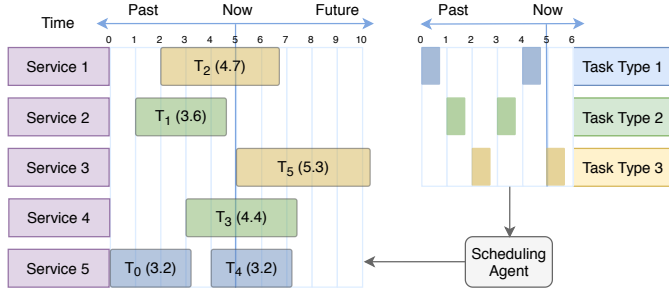 Time
Past Now Future
0 1 2 3 4 5 6 7 8 9 10
Service 1
T2 (4.7)
Service 2
T1 (3.6)
Service 3
T5 (5.3)
Service 4
T3 (4.4)
Service 5
T0 (3.2)
T4 (3.2)
Past Now
0 1 2 3 4 5 6
Task Type 1
Task Type 2
Task Type 3
Scheduling
Agent